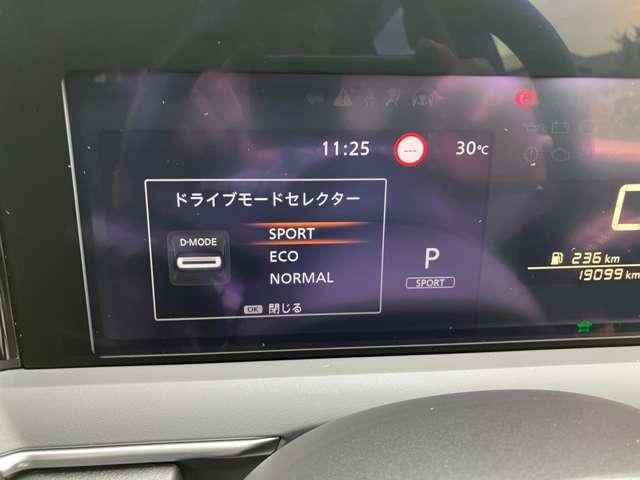 11:25
30℃
ドライブモードセレクター
D-MODE
SPORT
ECO
NORMAL
OK 閉じる
P
SPORT
236 km
19099 km